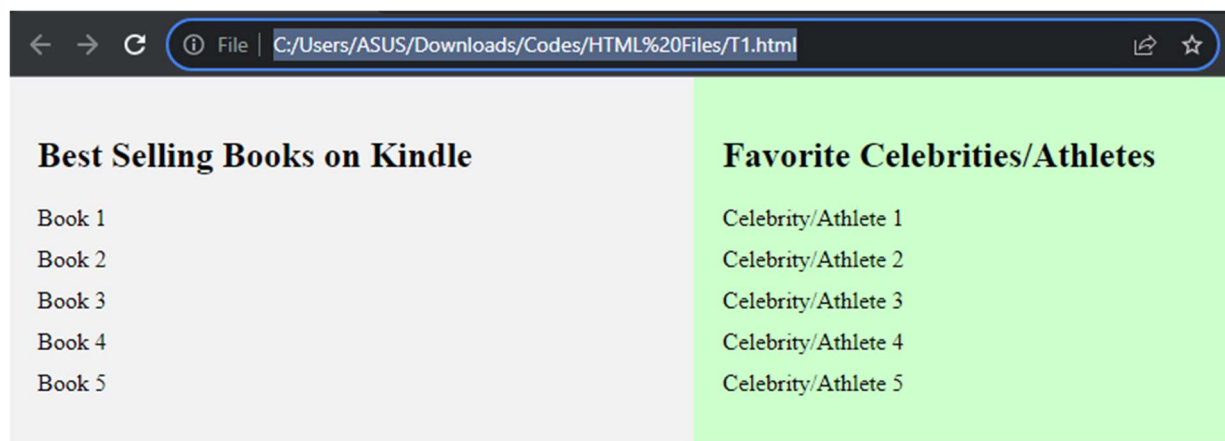 File C:/Users/ASUS/Downloads/Codes/HTML%20Files/T1.html
Best Selling Books on Kindle
Book 1
Book 2
Book 3
Book 4
Book 5
Favorite Celebrities/Athletes
Celebrity/Athlete 1
Celebrity/Athlete 2
Celebrity/Athlete 3
Celebrity/Athlete 4
Celebrity/Athlete 5